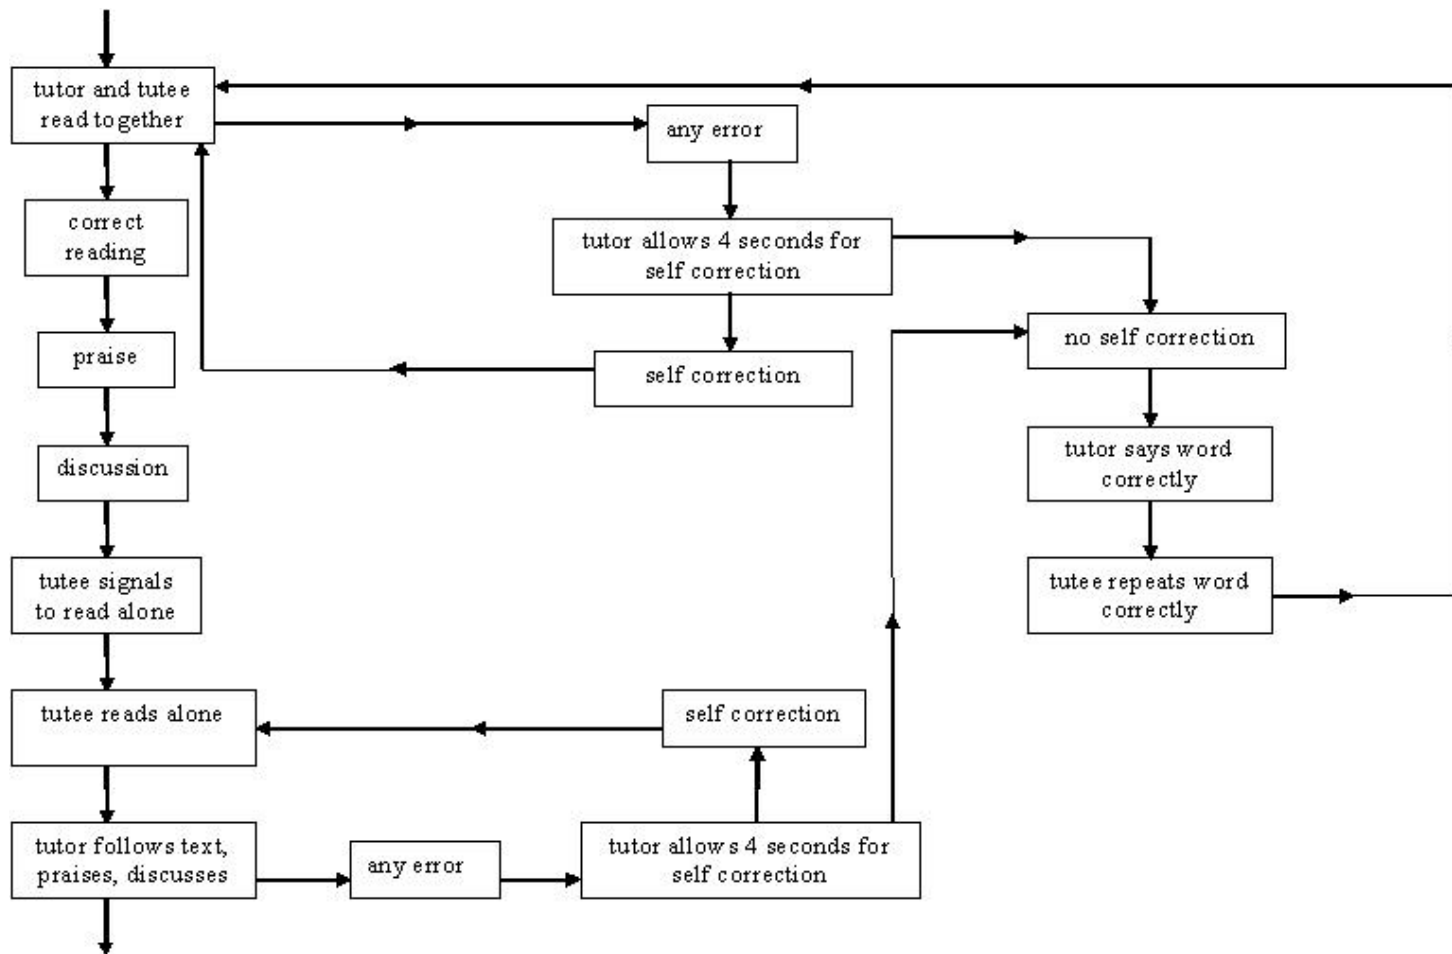 tutor and tutee
read together
any error
correct
reading
tutor allows 4 seconds for
self correction
no self correction
praise
self correction
tutor says word
correctly
discussion
tutee signals
to read alone
tutee repeats word
correctly
tutee reads alone
self correction
tutor follows text,
praises, discusses
any error
tutor allows 4 seconds for
self correction